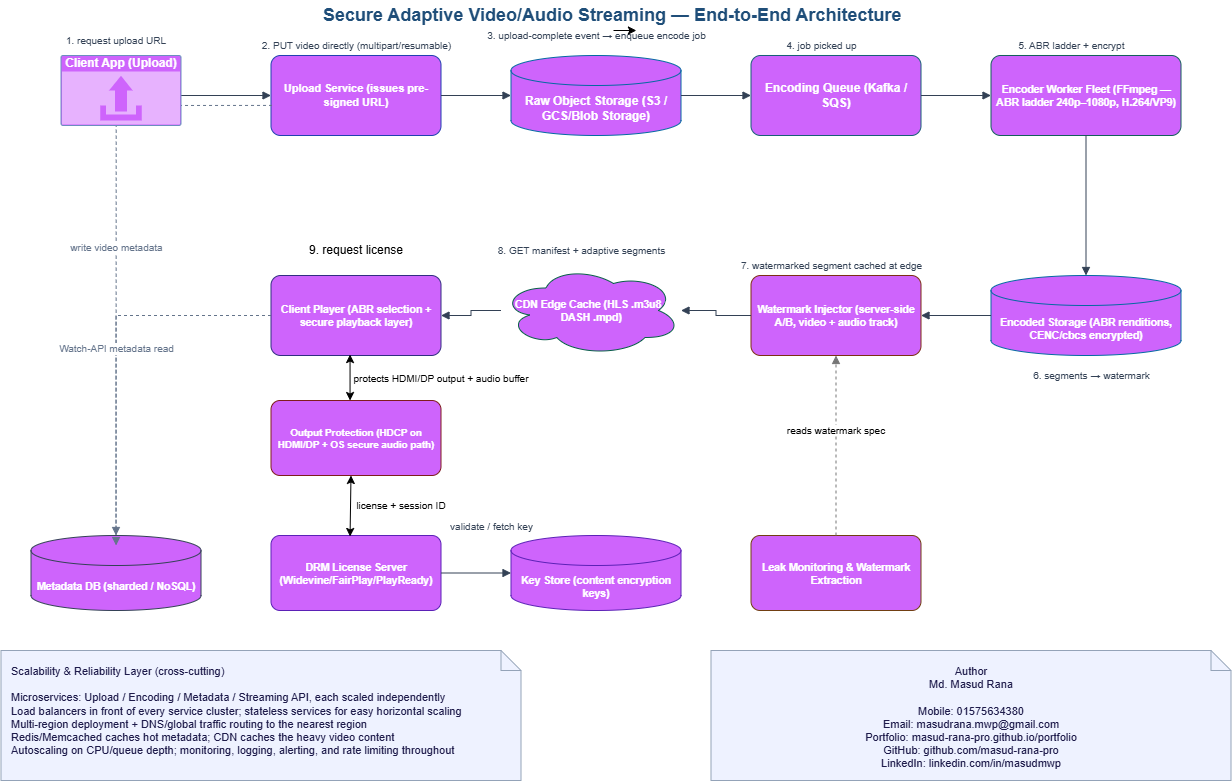 Secure Adaptive Video/Audio Streaming — End-to-End Architecture
1. request upload URL
2. PUT video directly (multipart/resumable)
3. upload-complete event → enqueue encode job
4. job picked up
5. ABR ladder + encrypt
Client App (Upload)
Upload Service (issues pre-
signed URL)
Raw Object Storage (S3 /
GCS/Blob Storage)
Encoding Queue (Kafka /
SQS)
Encoder Worker Fleet (FFmpeg —
ABR ladder 240p–1080p, H.264/VP9)
write video metadata
9. request license
8. GET manifest + adaptive segments
7. watermarked segment cached at edge
Client Player (ABR selection +
secure playback layer)
CDN Edge Cache (HLS .m3u8
DASH .mpd)
Watermark Injector (server-side
A/B, video + audio track)
Encoded Storage (ABR renditions,
CENC/cbcs encrypted)
Watch-API metadata read
protects HDMI/DP output + audio buffer
6. segments → watermark
Output Protection (HDCP on
HDMI/DP + OS secure audio path)
reads watermark spec
license + session ID
validate / fetch key
Metadata DB (sharded / NoSQL)
DRM License Server
(Widevine/FairPlay/PlayReady)
Key Store (content encryption
keys)
Leak Monitoring & Watermark
Extraction
Scalability & Reliability Layer (cross-cutting)
Microservices: Upload / Encoding / Metadata / Streaming API, each scaled independently
Load balancers in front of every service cluster; stateless services for easy horizontal scaling
Multi-region deployment + DNS/global traffic routing to the nearest region
Redis/Memcached caches hot metadata; CDN caches the heavy video content
Autoscaling on CPU/queue depth; monitoring, logging, alerting, and rate limiting throughout
Author
Md. Masud Rana
Mobile: 01575634380
Email: masudrana.mwp@gmail.com
Portfolio: masud-rana-pro.github.io/portfolio
GitHub: github.com/masud-rana-pro
LinkedIn: linkedin.com/in/masudmwp